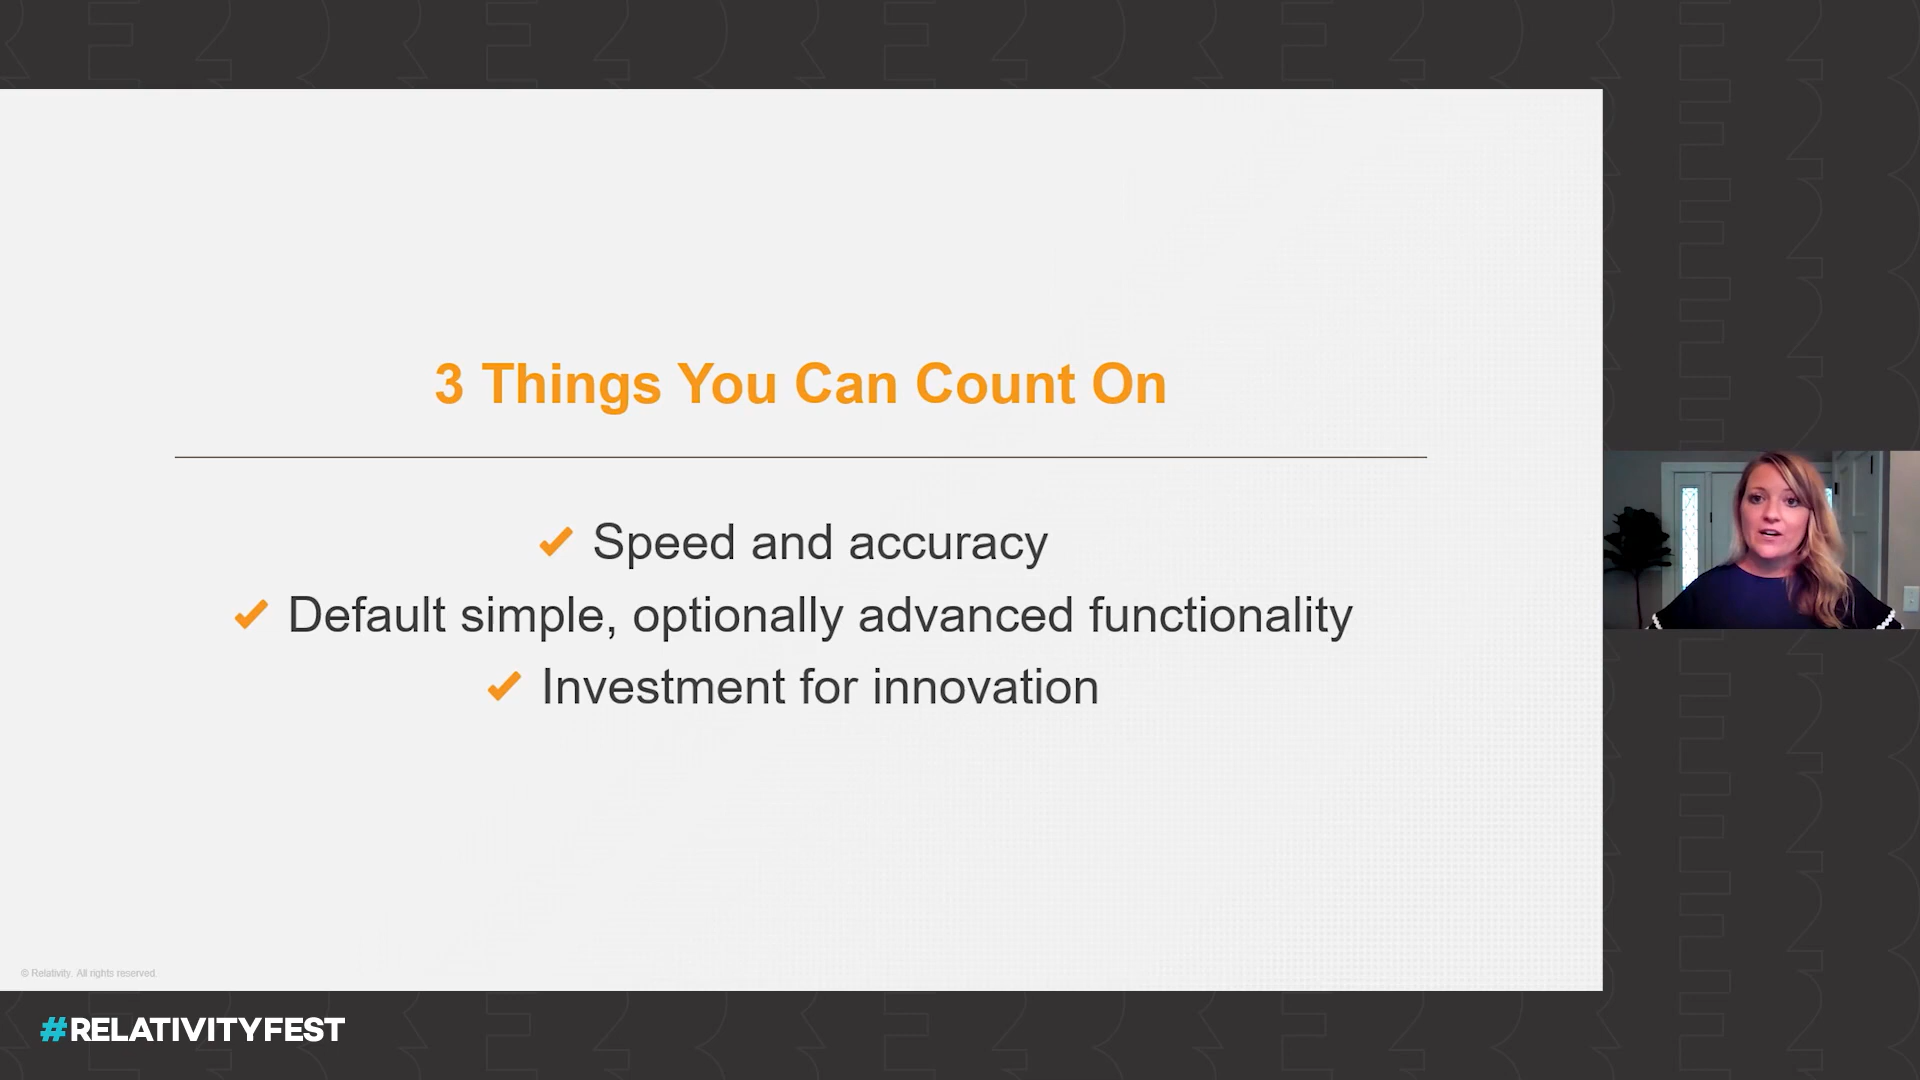 3 Things You Can Count On
✔ Speed and accuracy
✔ Default simple, optionally advanced functionality
✔ Investment for innovation
© Relativity. All rights reserved.
#RELATIVITYFEST